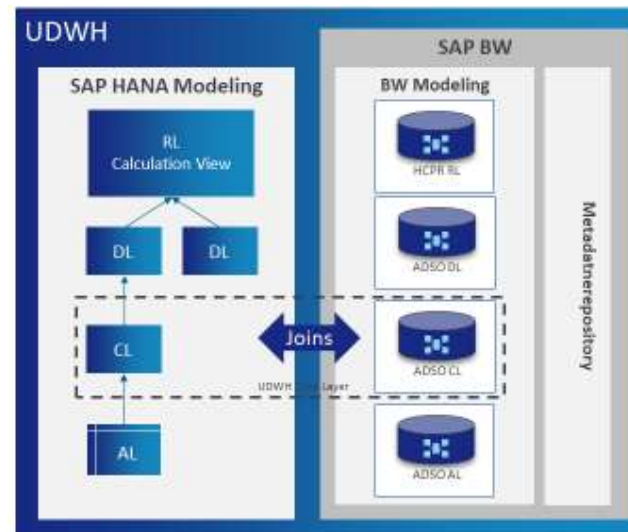 UDWH
SAP BW
SAP HANA Modeling
BW Modeling
RL
Calculation View
DL
DL
CL
AL
Joins
UDWH Layer
HCPR RL
ADSO DL
ADSO CL
ADSO AL
Metadatnerepository